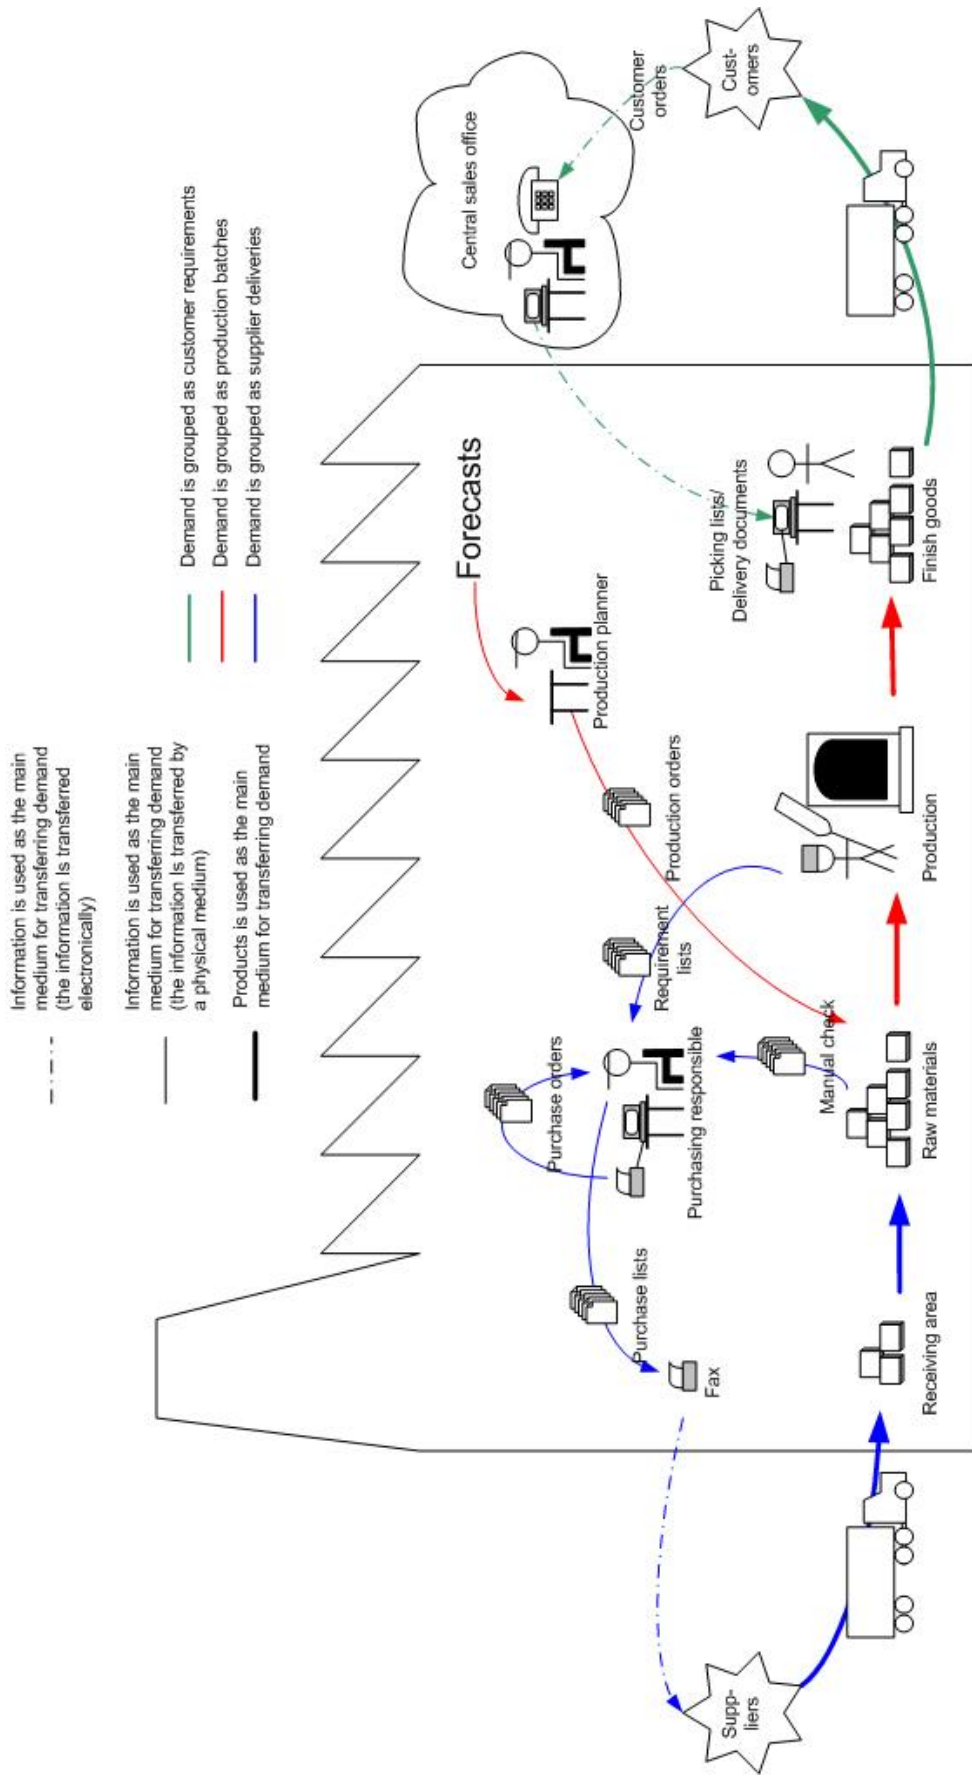 Information is used as the main
medium for transferring demand
(the information Is transferred
electronically)
Information is used as the main
medium for transferring demand
(the information Is transferred by
a physical medium)
Products is used as the main
medium for transferring demand
Demand is grouped as customer requirements
Demand is grouped as production batches
Demand is grouped as supplier deliveries
Central sales office
Customer
orders
Cust-
omers
Forecasts
Production planner
Production orders
Picking lists/
Delivery documents
Requirement
lists
Purchase orders
Purchasing responsible
Manual check
Purchase lists
Fax
Supp-
liers
Receiving area
Raw materials
Production
Finish goods